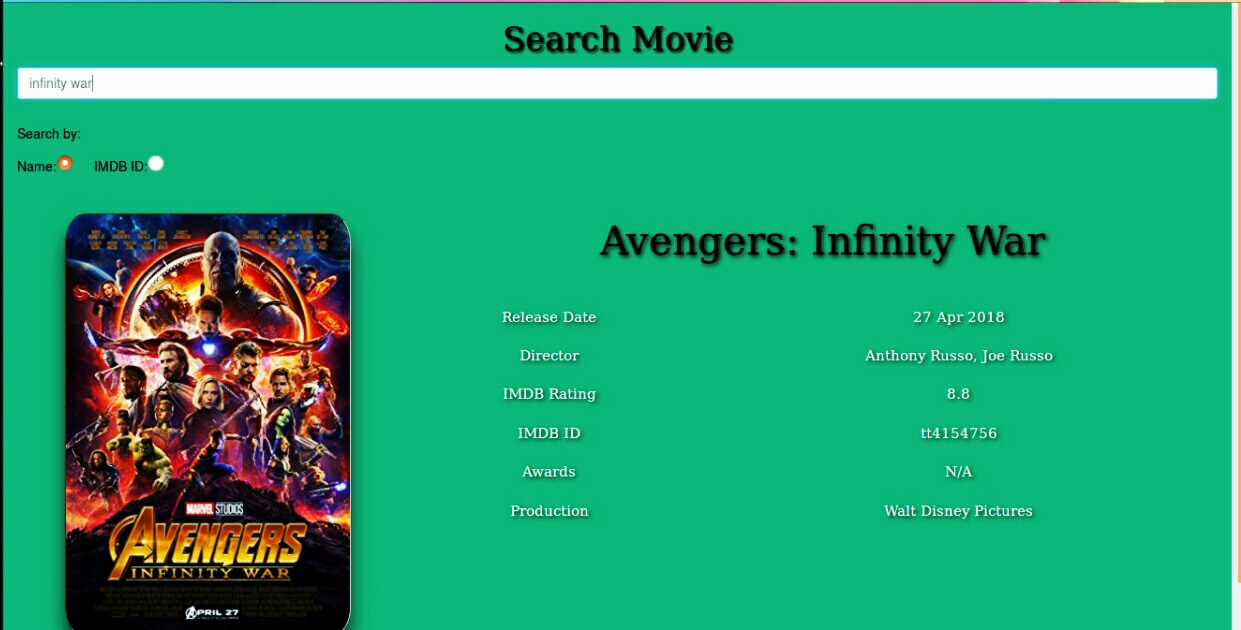 Search Movie
infinity war
Search by:
Name: IMDB ID:
Avengers: Infinity War
Release Date 27 Apr 2018
Director Anthony Russo, Joe Russo
IMDB Rating 8.8
IMDB ID tt4154756
Awards N/A
Production Walt Disney Pictures
MARVEL STUDIOS
AVENGERS
INFINITY WAR
APRIL 27